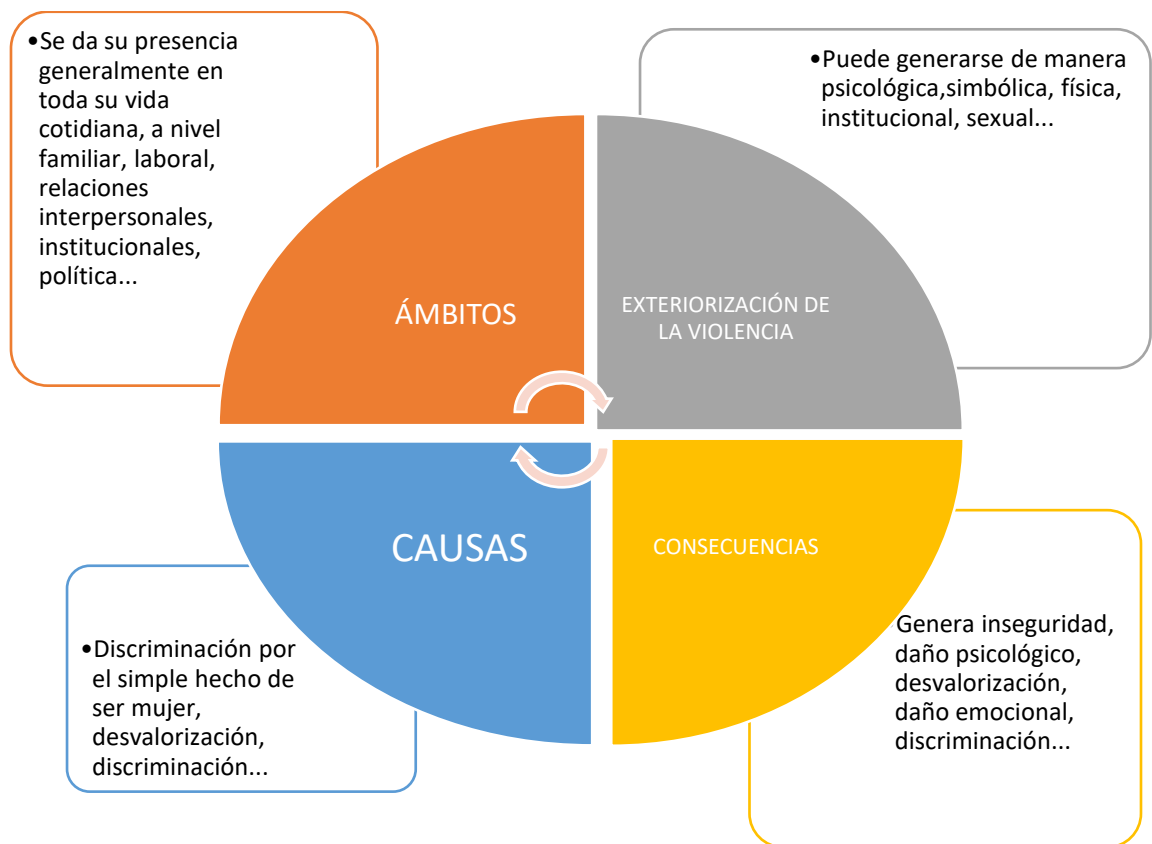 •Se da su presencia
generalmente en
toda su vida
cotidiana, a nivel
familiar, laboral,
relaciones
interpersonales,
institucionales,
política...
•Puede generarse de manera
psicológica,simbólica, física,
institucional, sexual...
ÁMBITOS
EXTERIORIZACIÓN DE
LA VIOLENCIA
CAUSAS
CONSECUENCIAS
•Discriminación por
el simple hecho de
ser mujer,
desvalorización,
discriminación...
•Genera inseguridad,
daño psicológico,
desvalorización,
daño emocional,
discriminación...